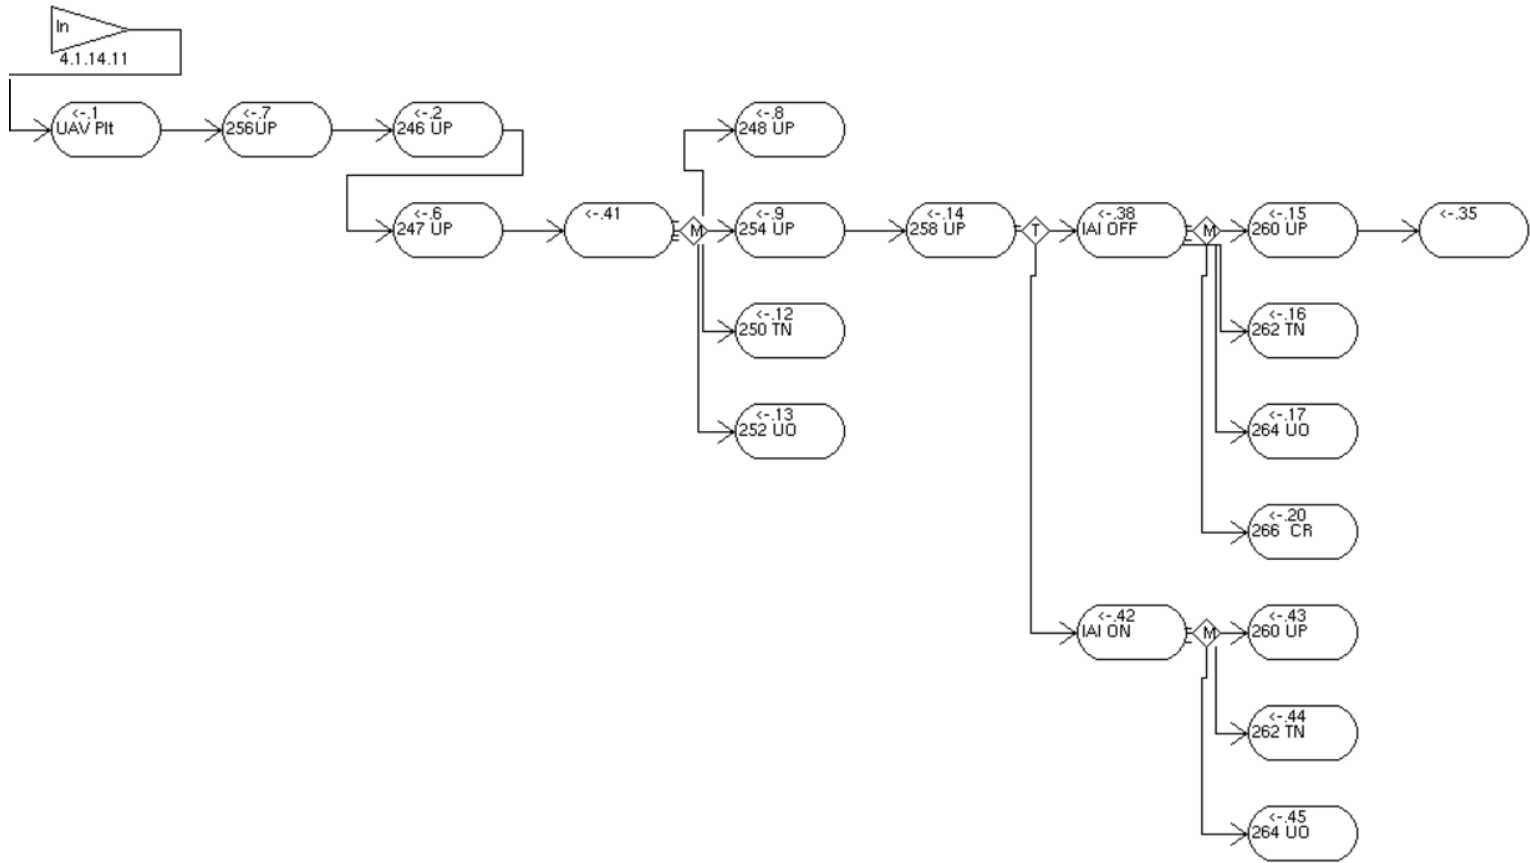 In
4.1.14.11
<-.1
UAV Plt
<-.7
256UP
<-.2
246 UP
<-.8
248 UP
<-.6
247 UP
<-.41
M
<-.9
254 UP
<-.14
258 UP
T
<-.38
IAI OFF
M
<-.15
260 UP
<-.35
<-.12
250 TN
<-.16
262 TN
<-.13
252 UO
<-.17
264 UO
<-.20
266  CR
<-.42
IAI ON
M
<-.43
260 UP
<-.44
262 TN
<-.45
264 UO